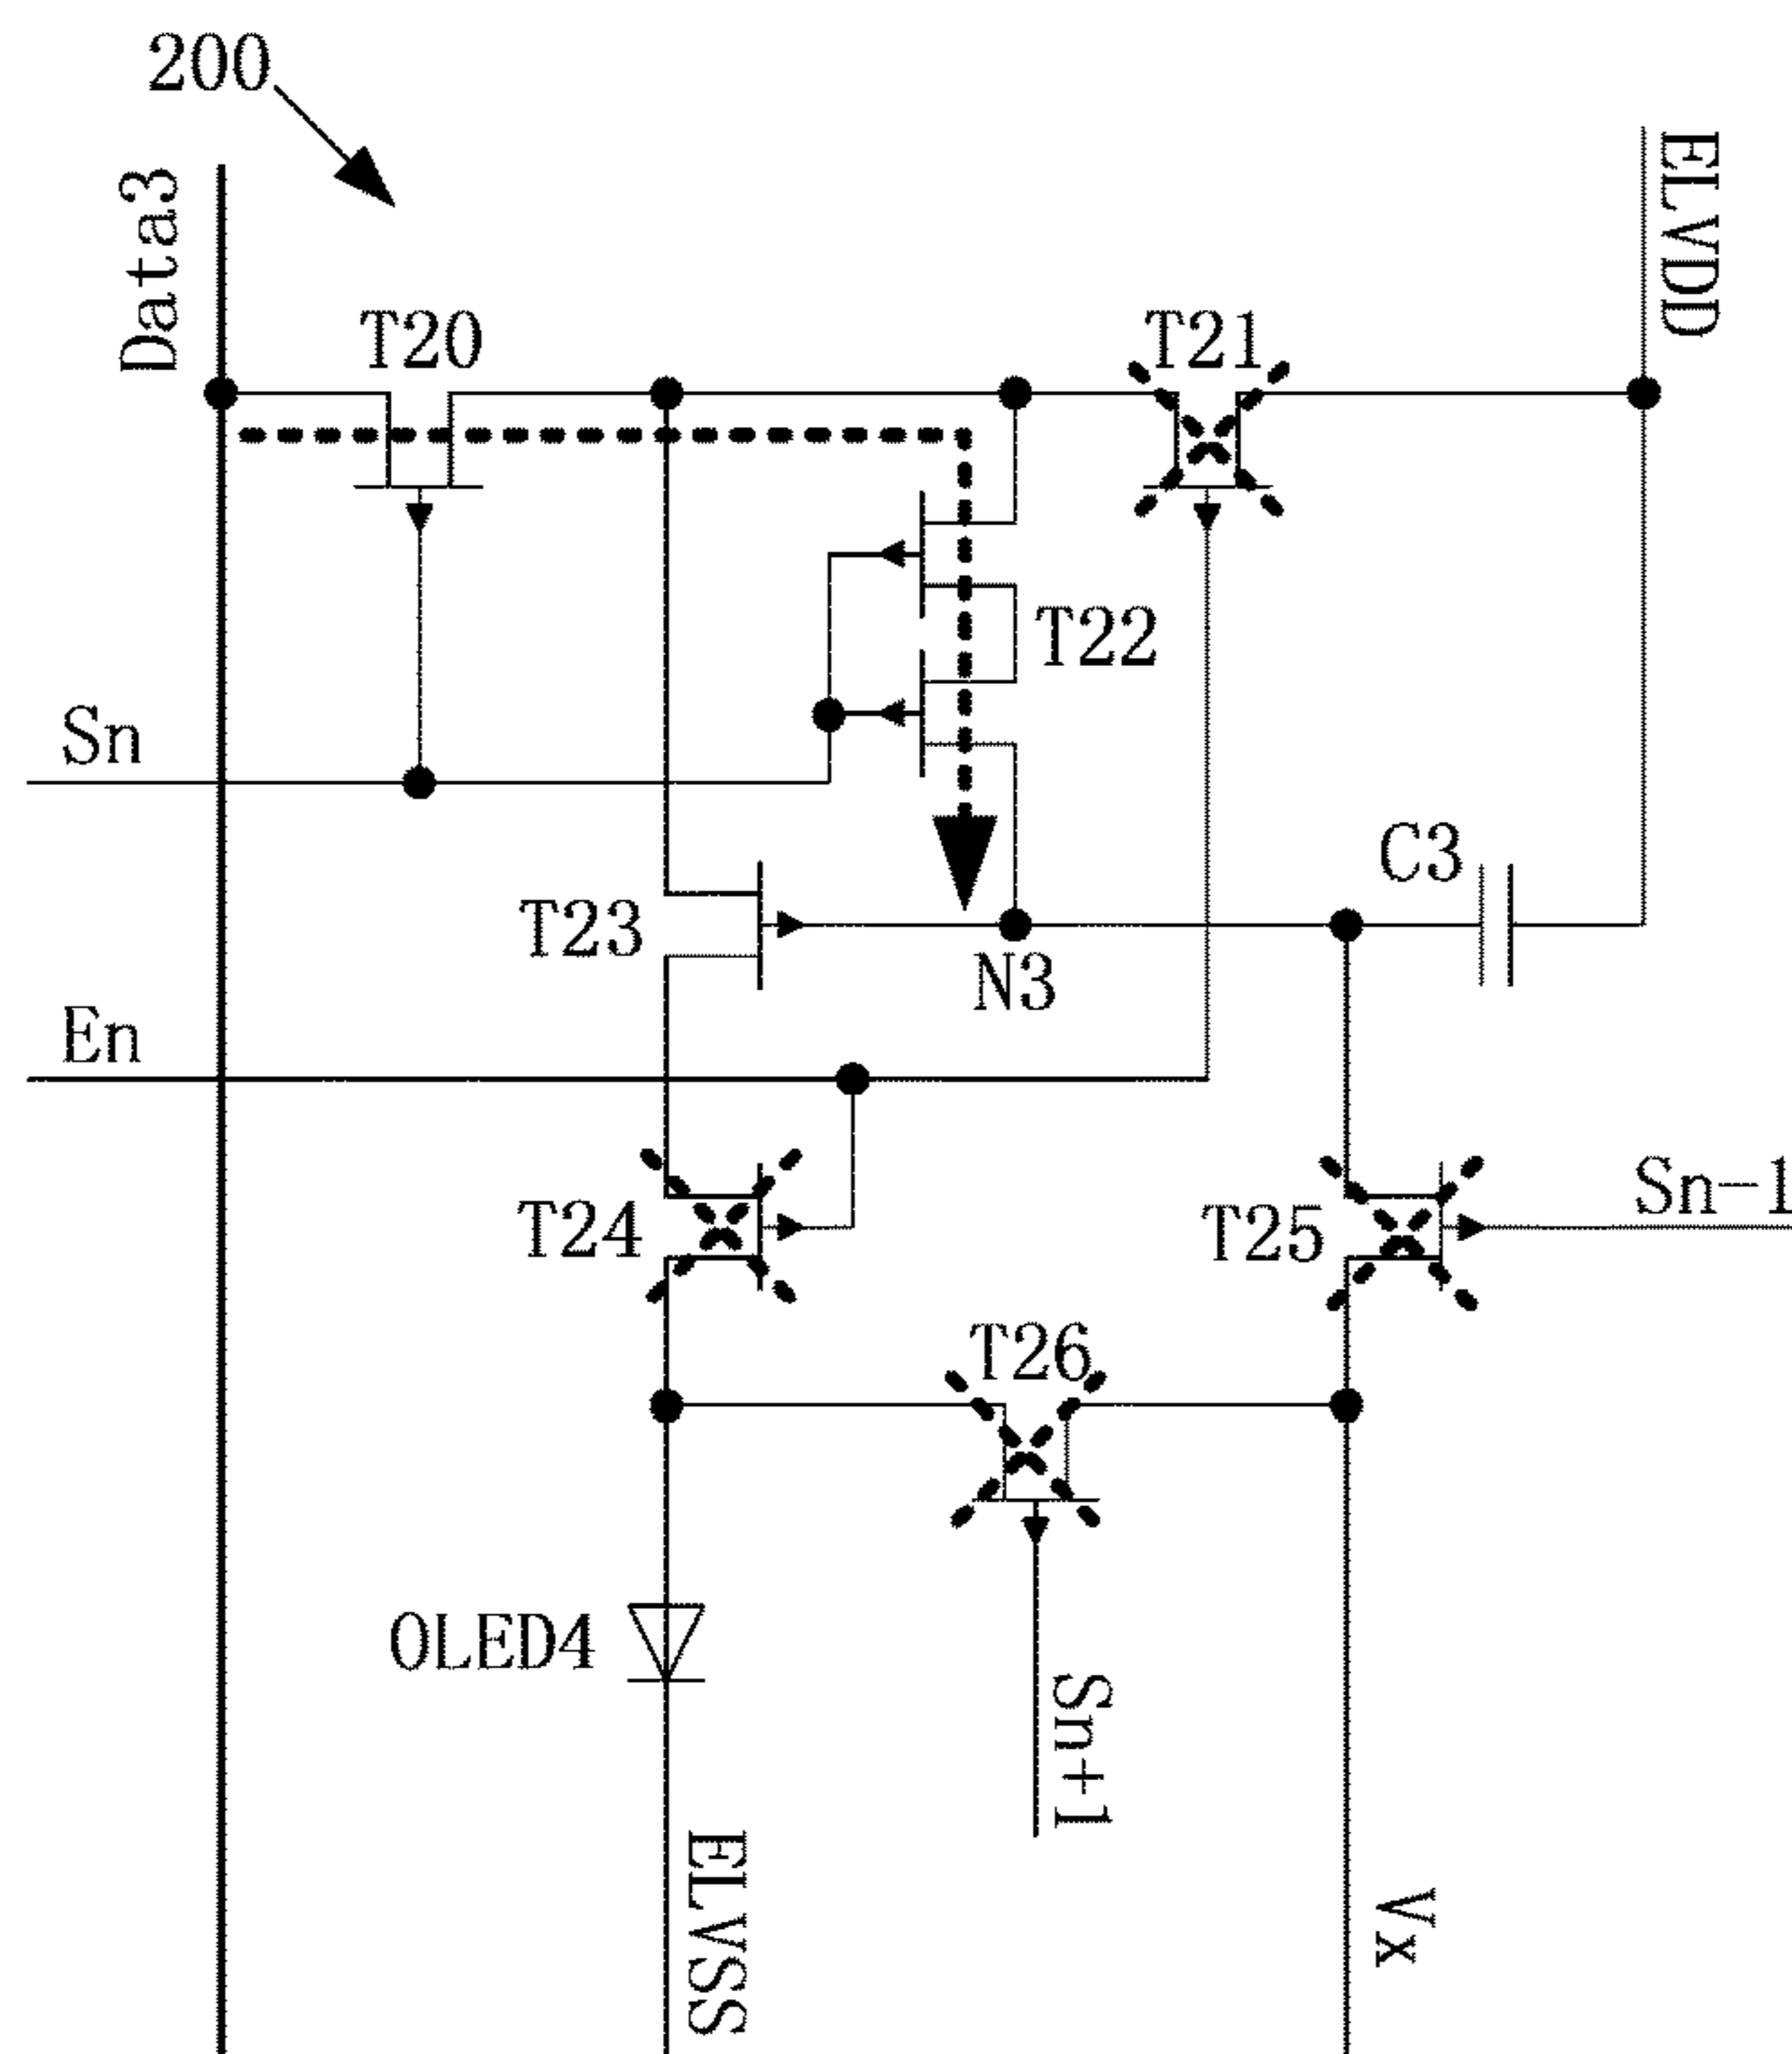 200
Data3
ELVDD
T20
T21
T22
Sn
C3
T23
N3
En
T24
T25
Sn-1
T26
OLED4
Sn+1
ELVSS
Vx